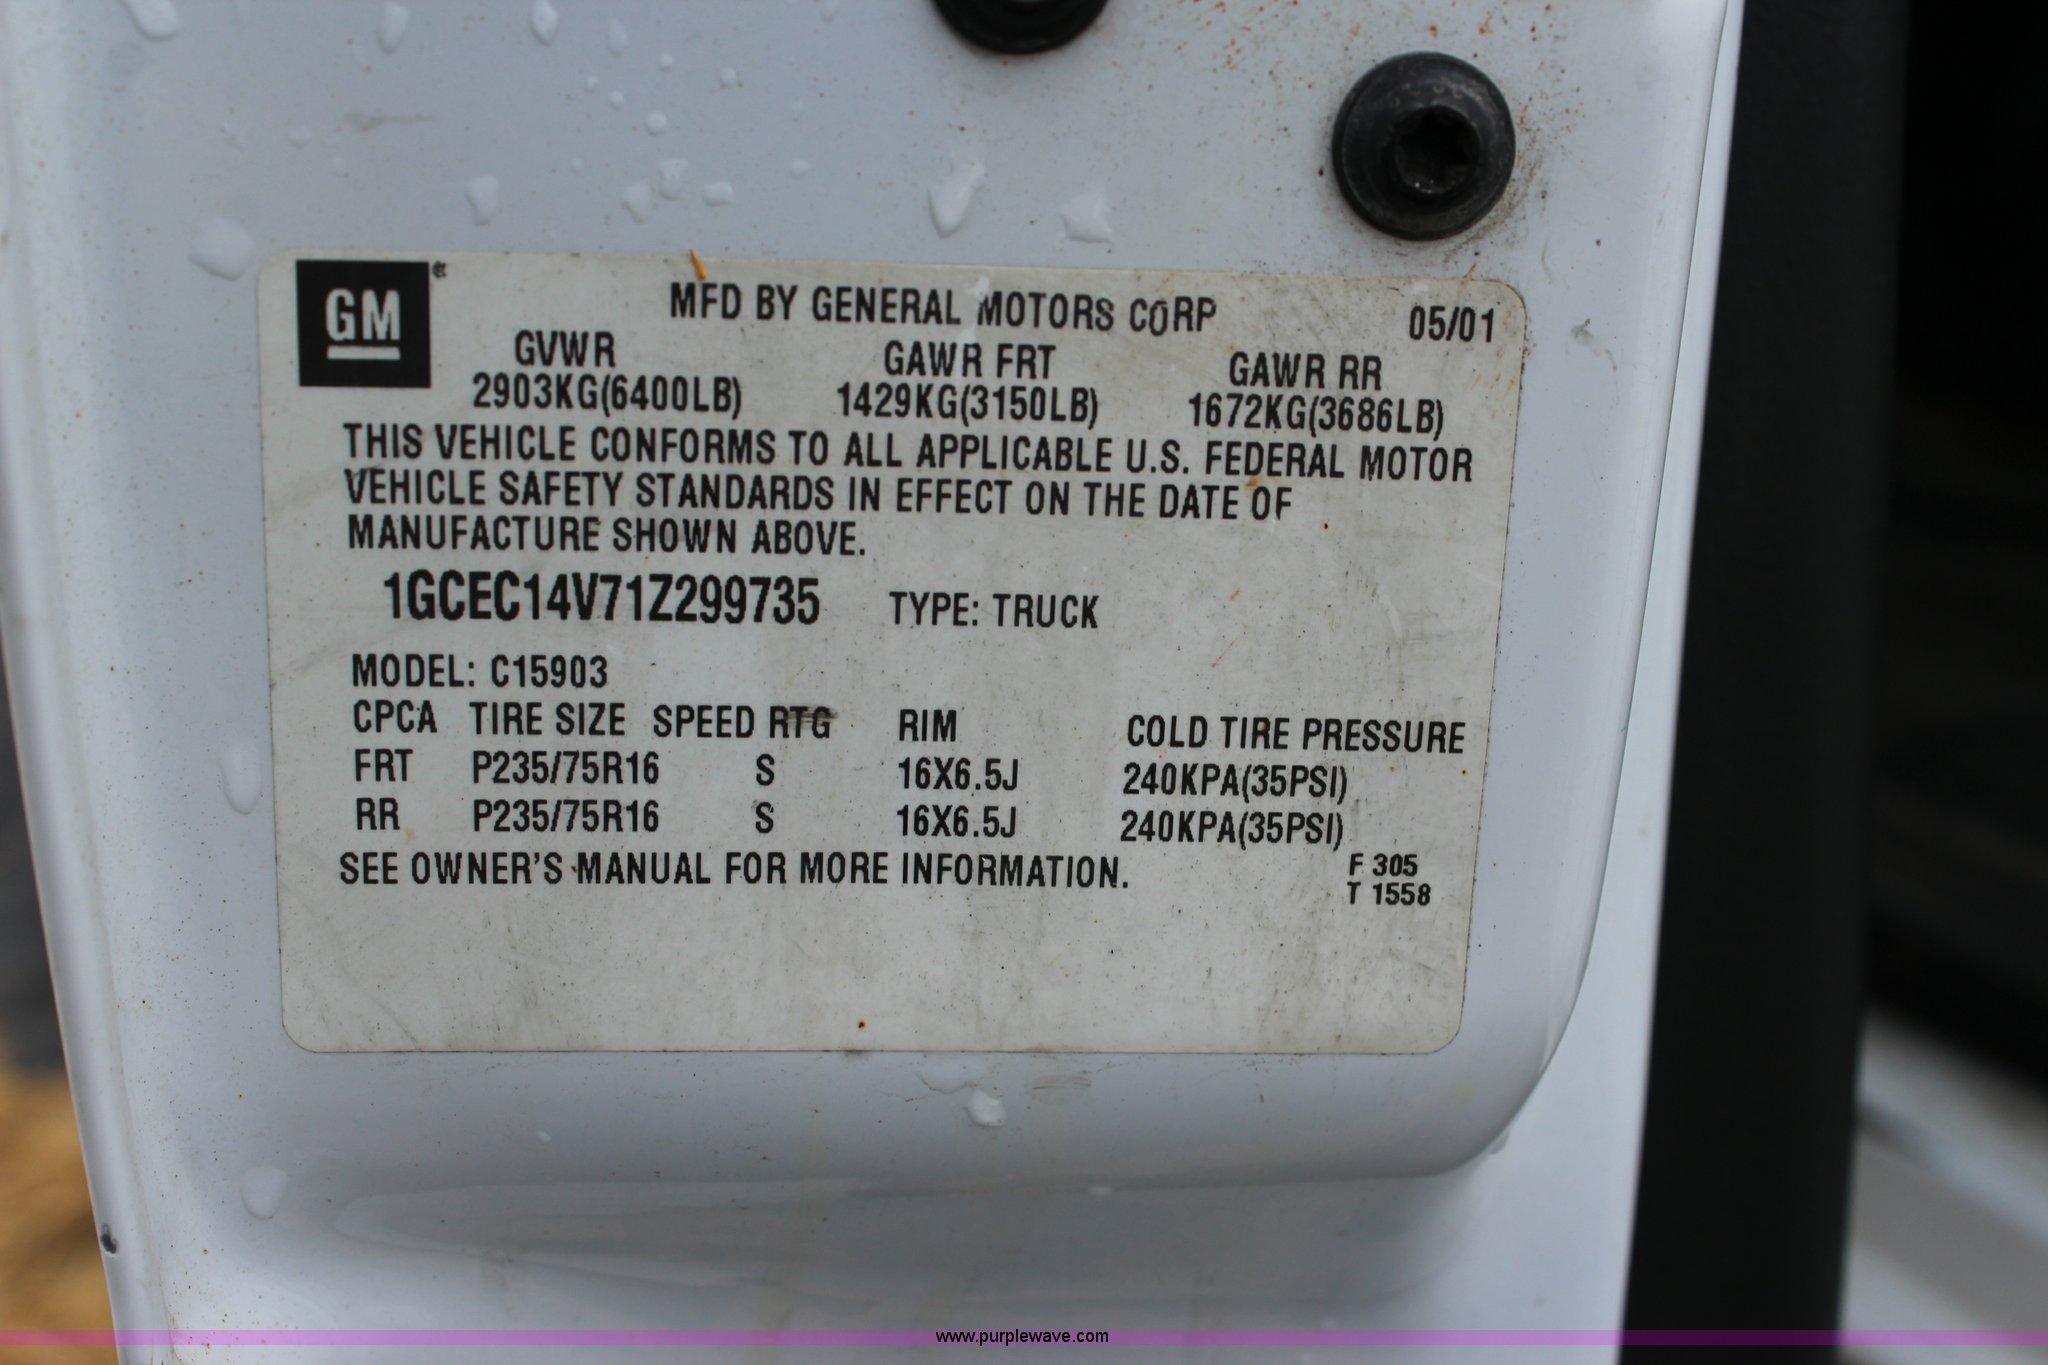 GM®
MFD BY GENERAL MOTORS CORP 05/01
GVWR GAWR FRT GAWR RR
2903KG(6400LB) 1429KG(3150LB) 1672KG(3686LB)
THIS VEHICLE CONFORMS TO ALL APPLICABLE U.S. FEDERAL MOTOR
VEHICLE SAFETY STANDARDS IN EFFECT ON THE DATE OF
MANUFACTURE SHOWN ABOVE.
1GCEC14V71Z299735 TYPE: TRUCK
MODEL: C15903
CPCA TIRE SIZE SPEED RTG RIM COLD TIRE PRESSURE
FRT P235/75R16 S 16X6.5J 240KPA(35PSI)
RR P235/75R16 S 16X6.5J 240KPA(35PSI)
SEE OWNER'S MANUAL FOR MORE INFORMATION.
F 305
T 1558
www.purplewave.com